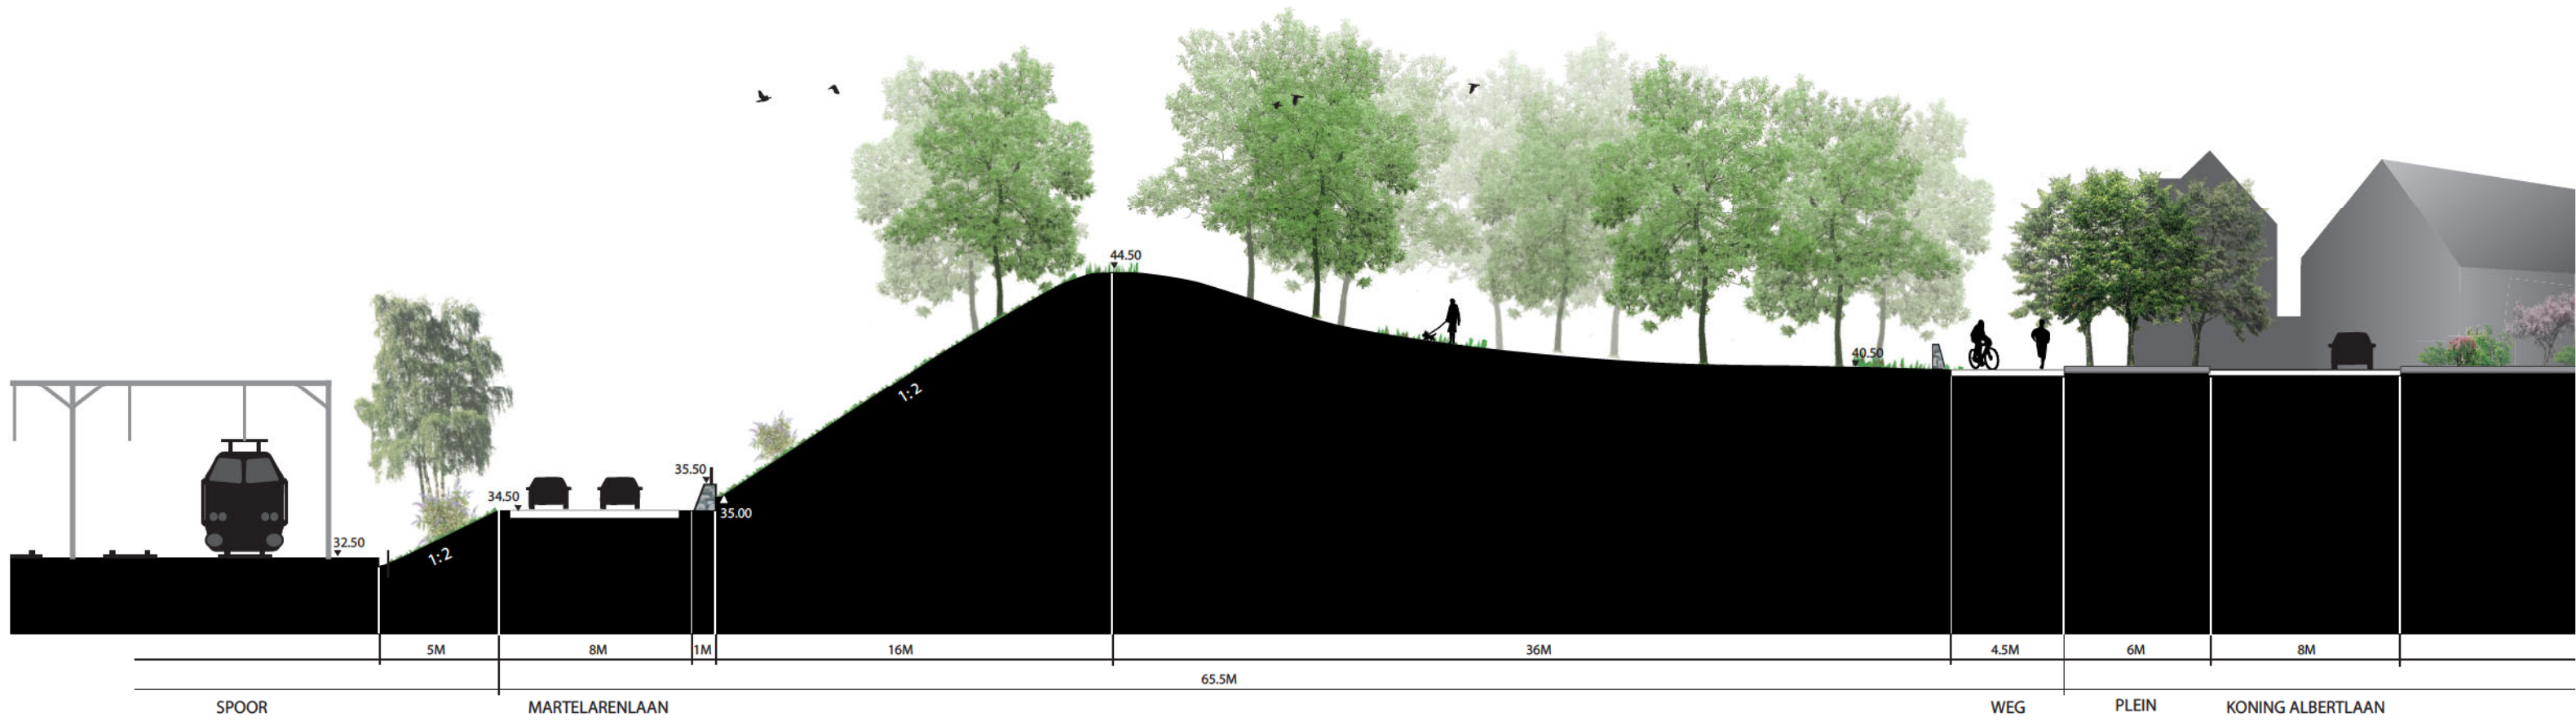 44.50
40.50
1:2
35.50
34.50
35.00
32.50
1:2
5M 8M 1M 16M 36M 4.5M 6M 8M
65.5M
SPOOR MARTELARENLAAN WEG PLEIN KONING ALBERTLAAN